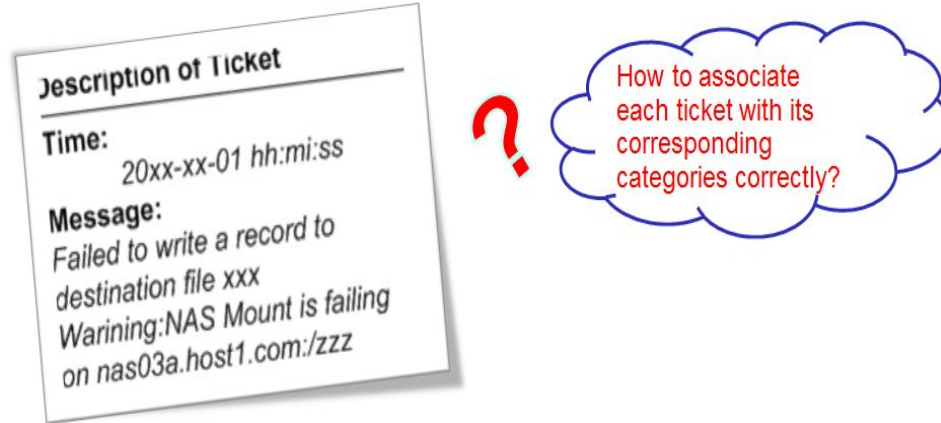 Description of Ticket
Time:
20xx-xx-01 hh:mi:ss
Message:
Failed to write a record to
destination file xxx
Warining:NAS Mount is failing
on nas03a.host1.com:/zzz
?
How to associate
each ticket with its
corresponding
categories correctly?